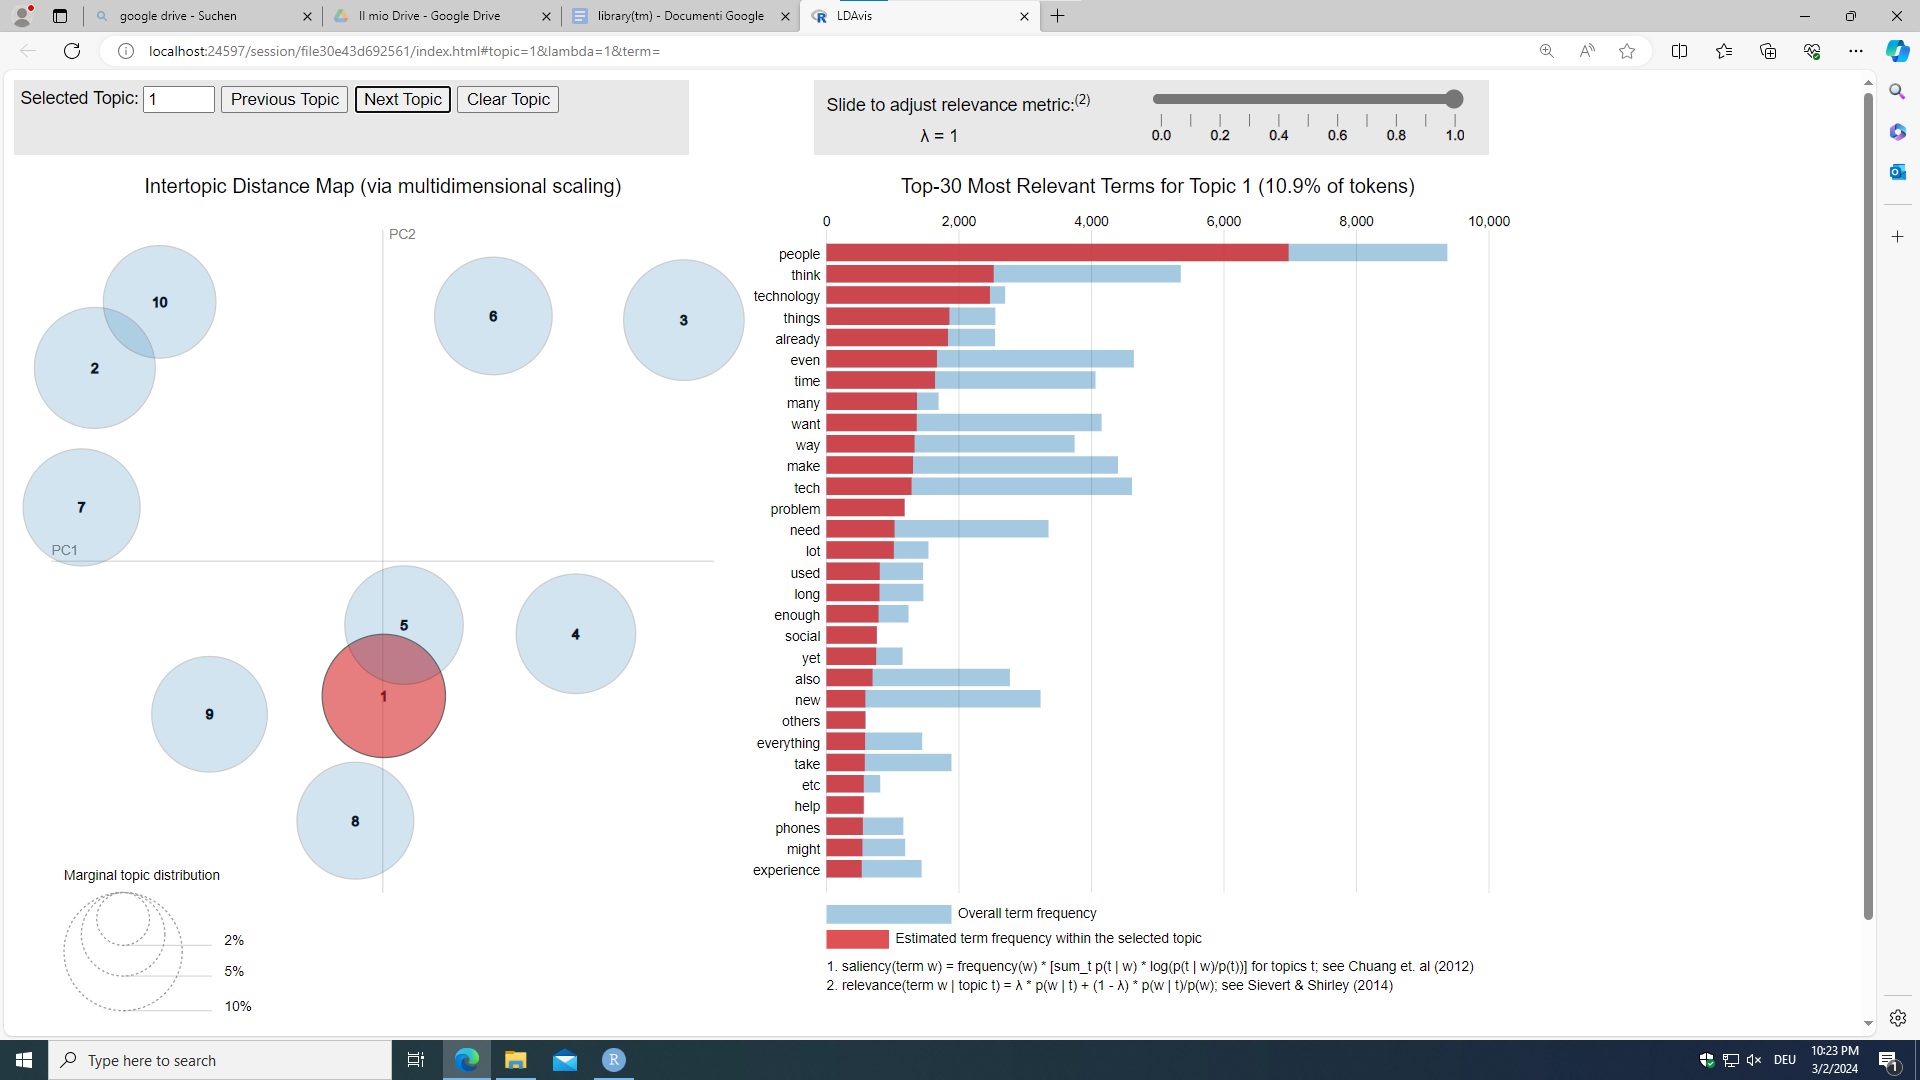 google drive - Suchen
Il mio Drive - Google Drive
library(tm) - Documenti Google
LDAvis
localhost:24597/session/file30e43d692561/index.html#topic=1&lambda=1&term=
Selected Topic: 1 Previous Topic Next Topic Clear Topic
Slide to adjust relevance metric:(2)
λ = 1
0.0 0.2 0.4 0.6 0.8 1.0
Intertopic Distance Map (via multidimensional scaling)
PC2
PC1
10
2
7
6
3
5
4
1
9
8
Marginal topic distribution
2%
5%
10%
Top-30 Most Relevant Terms for Topic 1 (10.9% of tokens)
0 2,000 4,000 6,000 8,000 10,000
people
think
technology
things
already
even
time
many
want
way
make
tech
problem
need
lot
used
long
enough
social
yet
also
new
others
everything
take
etc
help
phones
might
experience
Overall term frequency
Estimated term frequency within the selected topic
1. saliency(term w) = frequency(w) * [sum_t p(t | w) * log(p(t | w)/p(t))] for topics t; see Chuang et. al (2012)
2. relevance(term w | topic t) = λ * p(w | t) + (1 - λ) * p(w | t)/p(w); see Sievert & Shirley (2014)
Type here to search
R
DEU
10:23 PM
3/2/2024
1